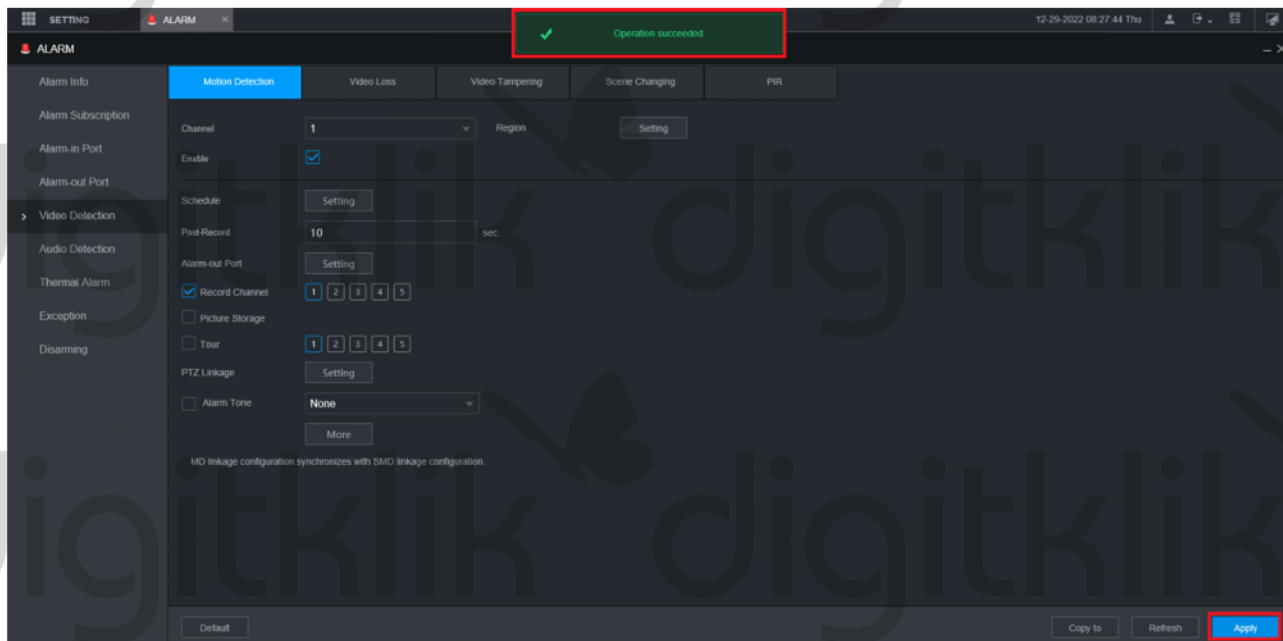 SETTING ALARM × 12-29-2022 08:27:44 Thu
Operation succeeded.
ALARM
Alarm Info
Alarm Subscription
Alarm-in Port
Alarm-out Port
Video Detection
Audio Detection
Thermal Alarm
Exception
Disarming
Motion Detection Video Loss Video Tampering Scene Changing PIR
Channel 1 Region Setting
Enable
Schedule Setting
Post-Record 10 sec.
Alarm-out Port Setting
Record Channel 1 2 3 4 5
Picture Storage
Tour 1 2 3 4 5
PTZ Linkage Setting
Alarm Tone None
More
MD linkage configuration synchronizes with SMD linkage configuration.
Default Copy to Refresh Apply
digitklik digitklik
digitklik digitklik